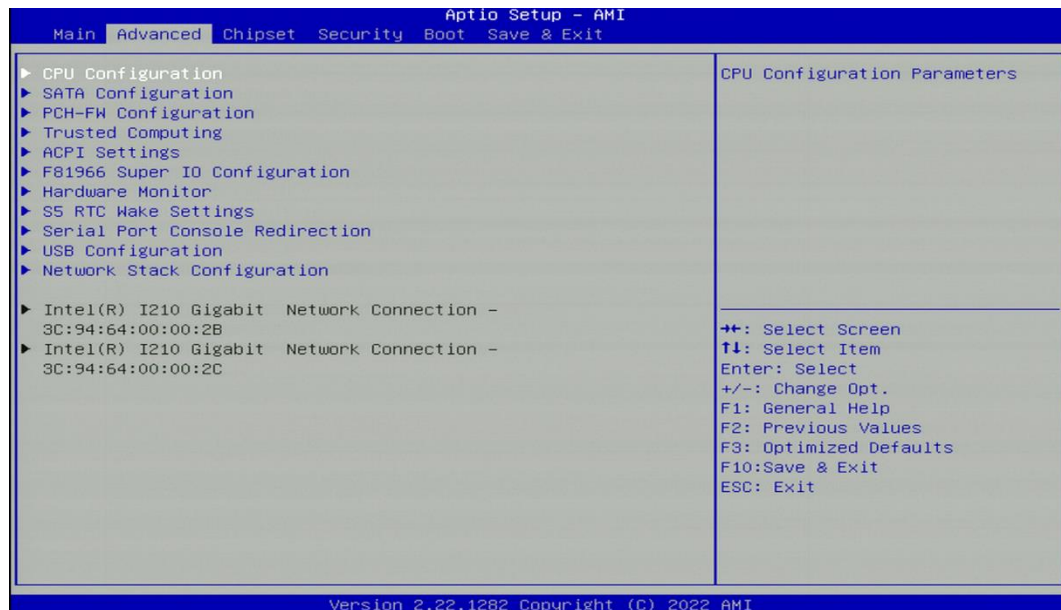 Aptio Setup – AMI
Main Advanced Chipset Security Boot Save & Exit
▶ CPU Configuration
▶ SATA Configuration
▶ PCH-FW Configuration
▶ Trusted Computing
▶ ACPI Settings
▶ F81966 Super IO Configuration
▶ Hardware Monitor
▶ S5 RTC Wake Settings
▶ Serial Port Console Redirection
▶ USB Configuration
▶ Network Stack Configuration
▶ Intel(R) I210 Gigabit  Network Connection –
3C:94:64:00:00:2B
▶ Intel(R) I210 Gigabit  Network Connection –
3C:94:64:00:00:2C
CPU Configuration Parameters
→←: Select Screen
↑↓: Select Item
Enter: Select
+/-: Change Opt.
F1: General Help
F2: Previous Values
F3: Optimized Defaults
F10:Save & Exit
ESC: Exit
Version 2.22.1282 Copyright (C) 2022 AMI